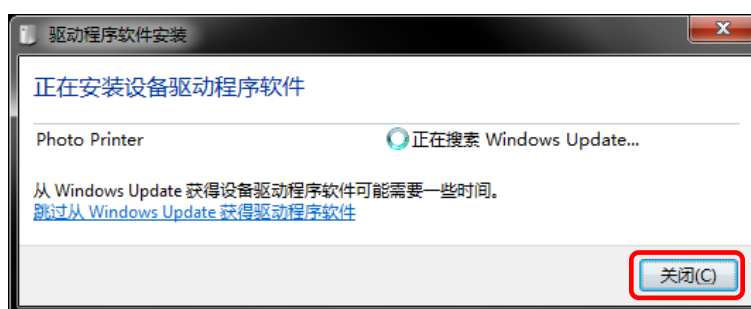 驱动程序软件安装
正在安装设备驱动程序软件
Photo Printer 正在搜索 Windows Update...
从 Windows Update 获得设备驱动程序软件可能需要一些时间。
跳过从 Windows Update 获得驱动程序软件
关闭(C)